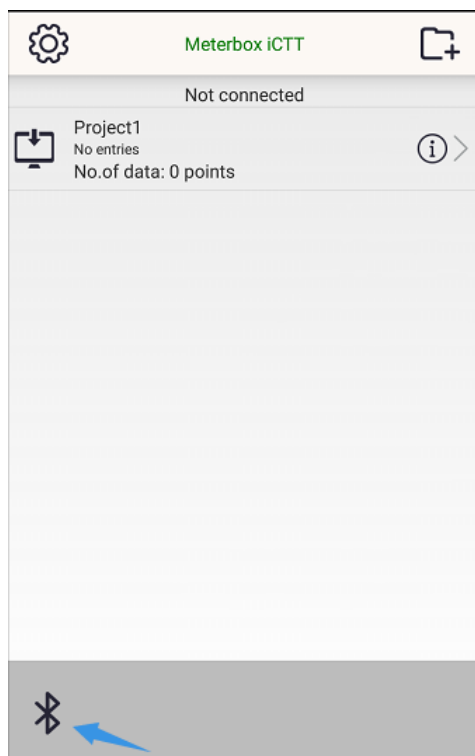 Meterbox iCTT
Not connected
Project1
No entries
No.of data: 0 points